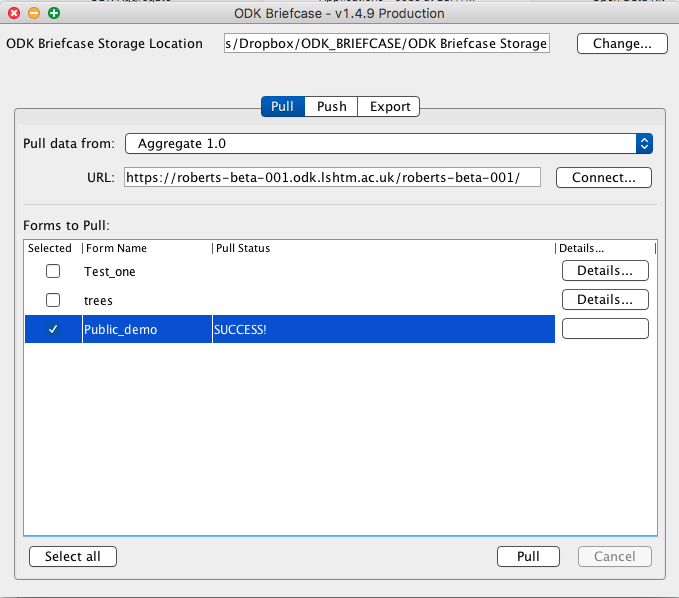 ODK Briefcase - v1.4.9 Production
ODK Briefcase Storage Location s/Dropbox/ODK_BRIEFCASE/ODK Briefcase Storage Change...
Pull Push Export
Pull data from: Aggregate 1.0
URL: https://roberts-beta-001.odk.lshtm.ac.uk/roberts-beta-001/ Connect...
Forms to Pull:
Selected Form Name Pull Status Details...
Test_one Details...
trees Details...
Public_demo SUCCESS!
Select all Pull Cancel